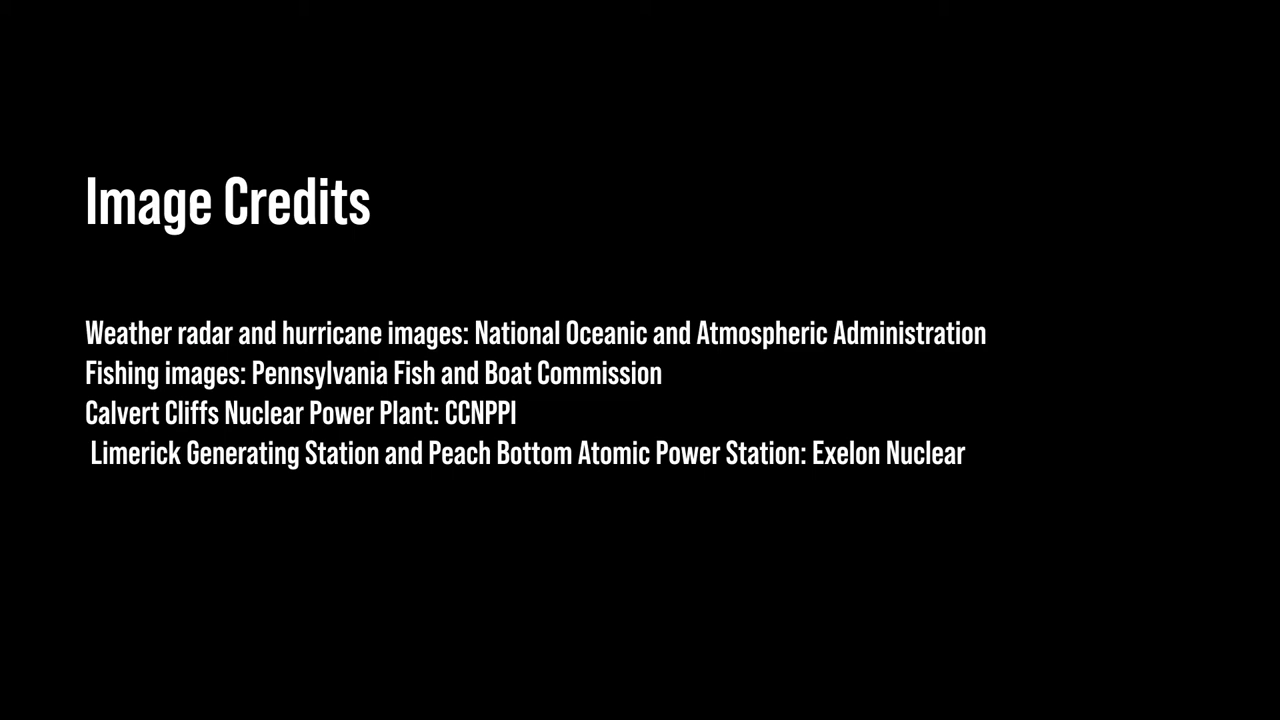 Image Credits
Weather radar and hurricane images: National Oceanic and Atmospheric Administration
Fishing images: Pennsylvania Fish and Boat Commission
Calvert Cliffs Nuclear Power Plant: CCNPPI
Limerick Generating Station and Peach Bottom Atomic Power Station: Exelon Nuclear